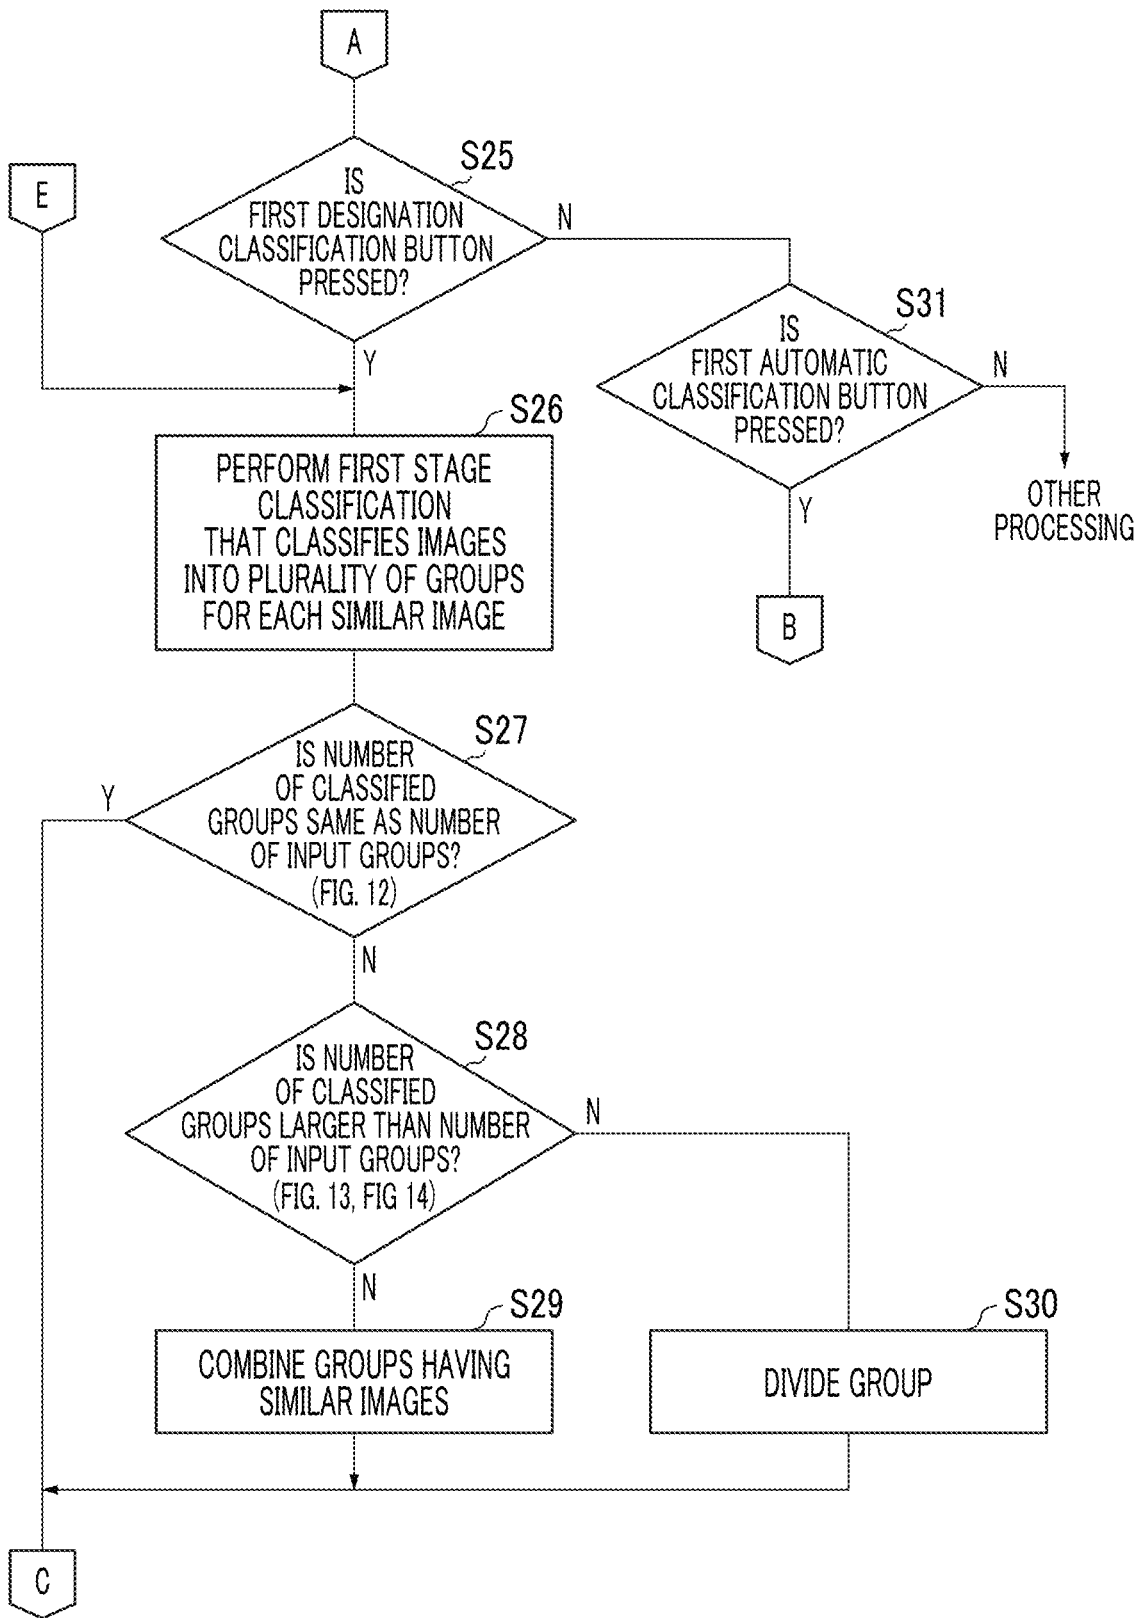 A
S25
IS
FIRST DESIGNATION
CLASSIFICATION BUTTON
PRESSED?
N
E
Y
S31
IS
FIRST AUTOMATIC
CLASSIFICATION BUTTON
PRESSED?
N
OTHER
PROCESSING
Y
B
S26
PERFORM FIRST STAGE
CLASSIFICATION
THAT CLASSIFIES IMAGES
INTO PLURALITY OF GROUPS
FOR EACH SIMILAR IMAGE
S27
IS NUMBER
OF CLASSIFIED
GROUPS SAME AS NUMBER
OF INPUT GROUPS?
(FIG. 12)
Y
N
S28
IS NUMBER
OF CLASSIFIED
GROUPS LARGER THAN NUMBER
OF INPUT GROUPS?
(FIG. 13, FIG 14)
N
N
S29
COMBINE GROUPS HAVING
SIMILAR IMAGES
S30
DIVIDE GROUP
C